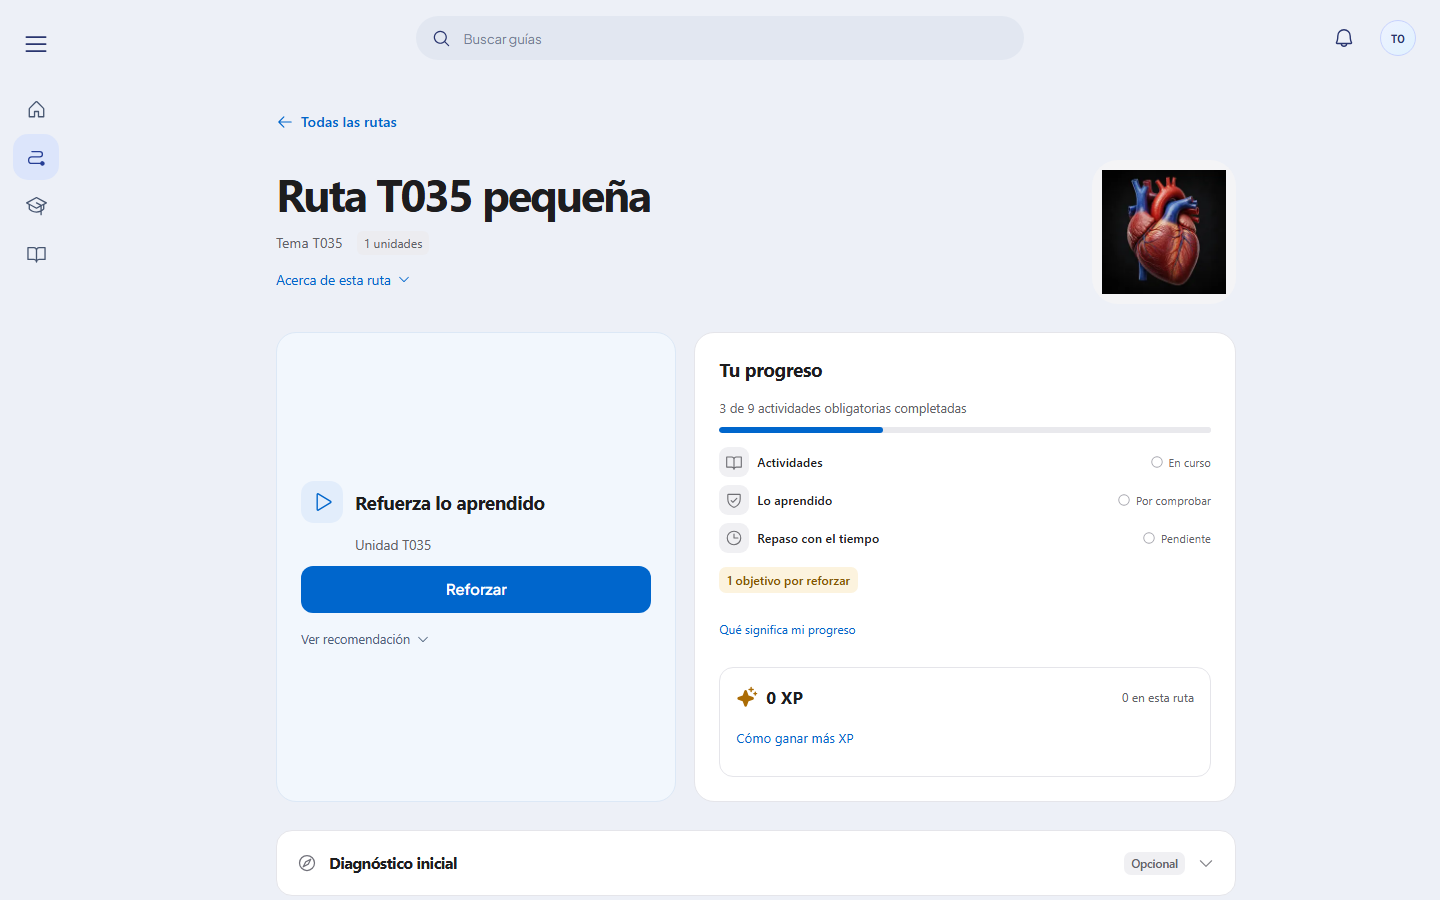 Buscar guías
TO
Todas las rutas
Ruta T035 pequeña
Tema T035
1 unidades
Acerca de esta ruta
Refuerza lo aprendido
Unidad T035
Reforzar
Ver recomendación
Tu progreso
3 de 9 actividades obligatorias completadas
Actividades
En curso
Lo aprendido
Por comprobar
Repaso con el tiempo
Pendiente
1 objetivo por reforzar
Qué significa mi progreso
0 XP
0 en esta ruta
Cómo ganar más XP
Diagnóstico inicial
Opcional